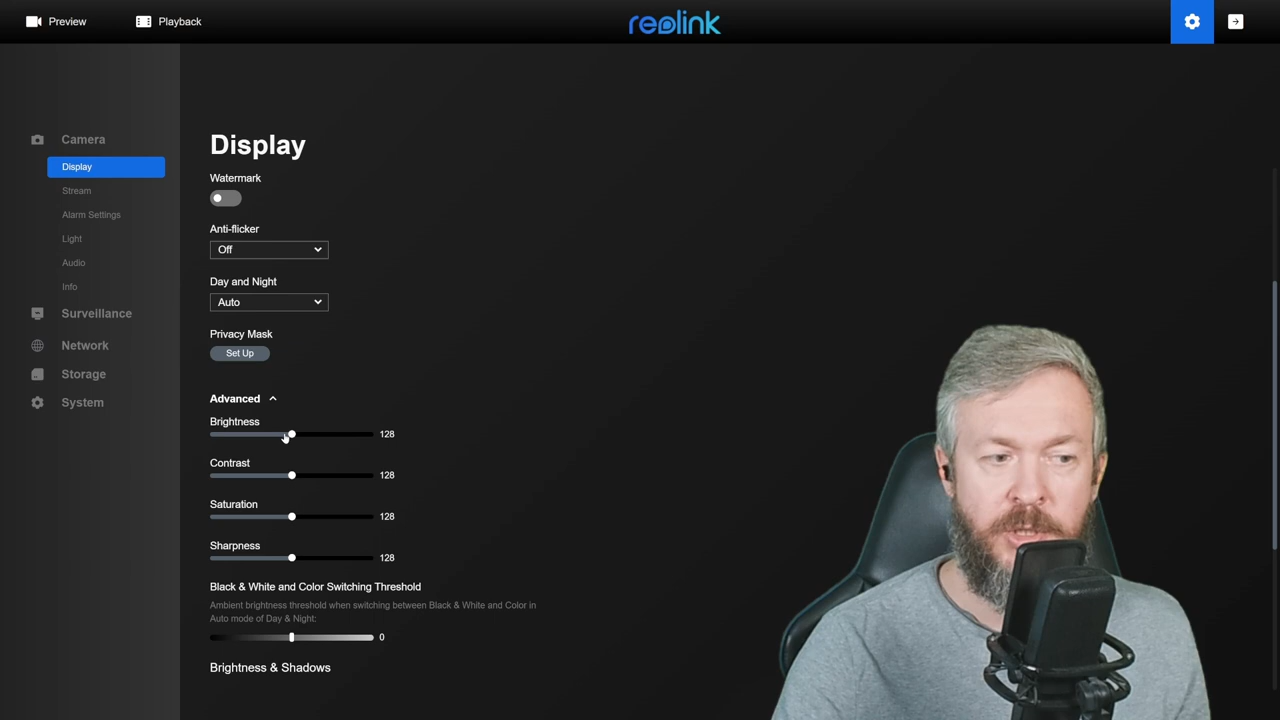 Preview
Playback
reolink
Camera
Display
Stream
Alarm Settings
Light
Audio
Info
Surveillance
Network
Storage
System
Display
Watermark
Anti-flicker
Off
Day and Night
Auto
Privacy Mask
Set Up
Advanced
Brightness
128
Contrast
128
Saturation
128
Sharpness
128
Black & White and Color Switching Threshold
Ambient brightness threshold when switching between Black & White and Color in
Auto mode of Day & Night:
0
Brightness & Shadows